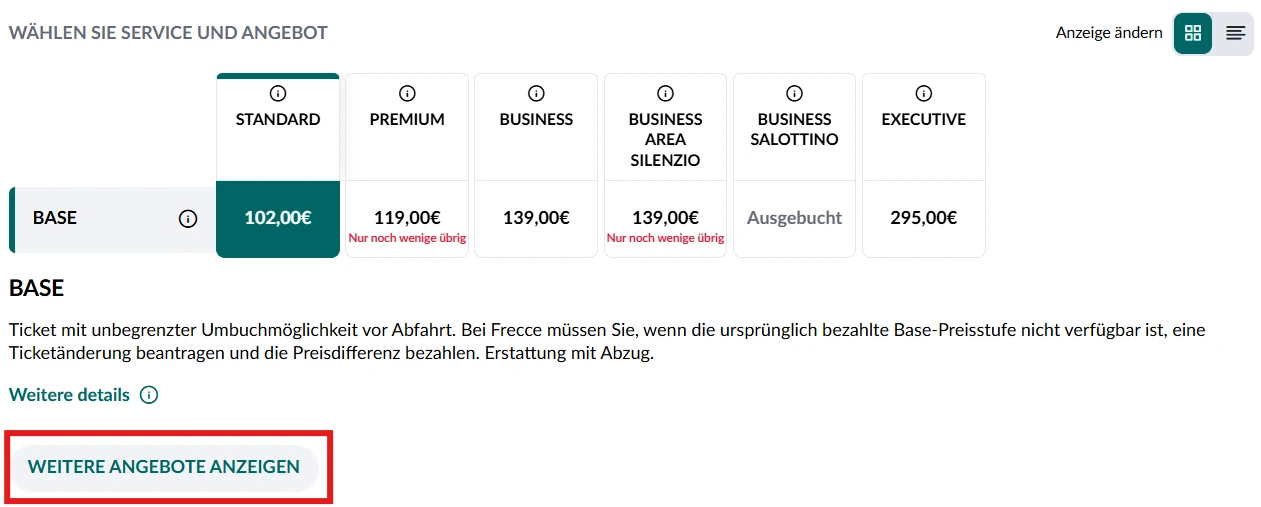 WÄHLEN SIE SERVICE UND ANGEBOT
Anzeige ändern
STANDARD
PREMIUM
BUSINESS
BUSINESS
AREA
SILENZIO
BUSINESS
SALOTTINO
EXECUTIVE
BASE
102,00€
119,00€
Nur noch wenige übrig
139,00€
139,00€
Nur noch wenige übrig
Ausgebucht
295,00€
BASE
Ticket mit unbegrenzter Umbuchmöglichkeit vor Abfahrt. Bei Frecce müssen Sie, wenn die ursprünglich bezahlte Base-Preisstufe nicht verfügbar ist, eine
Ticketänderung beantragen und die Preisdifferenz bezahlen. Erstattung mit Abzug.
Weitere details
WEITERE ANGEBOTE ANZEIGEN